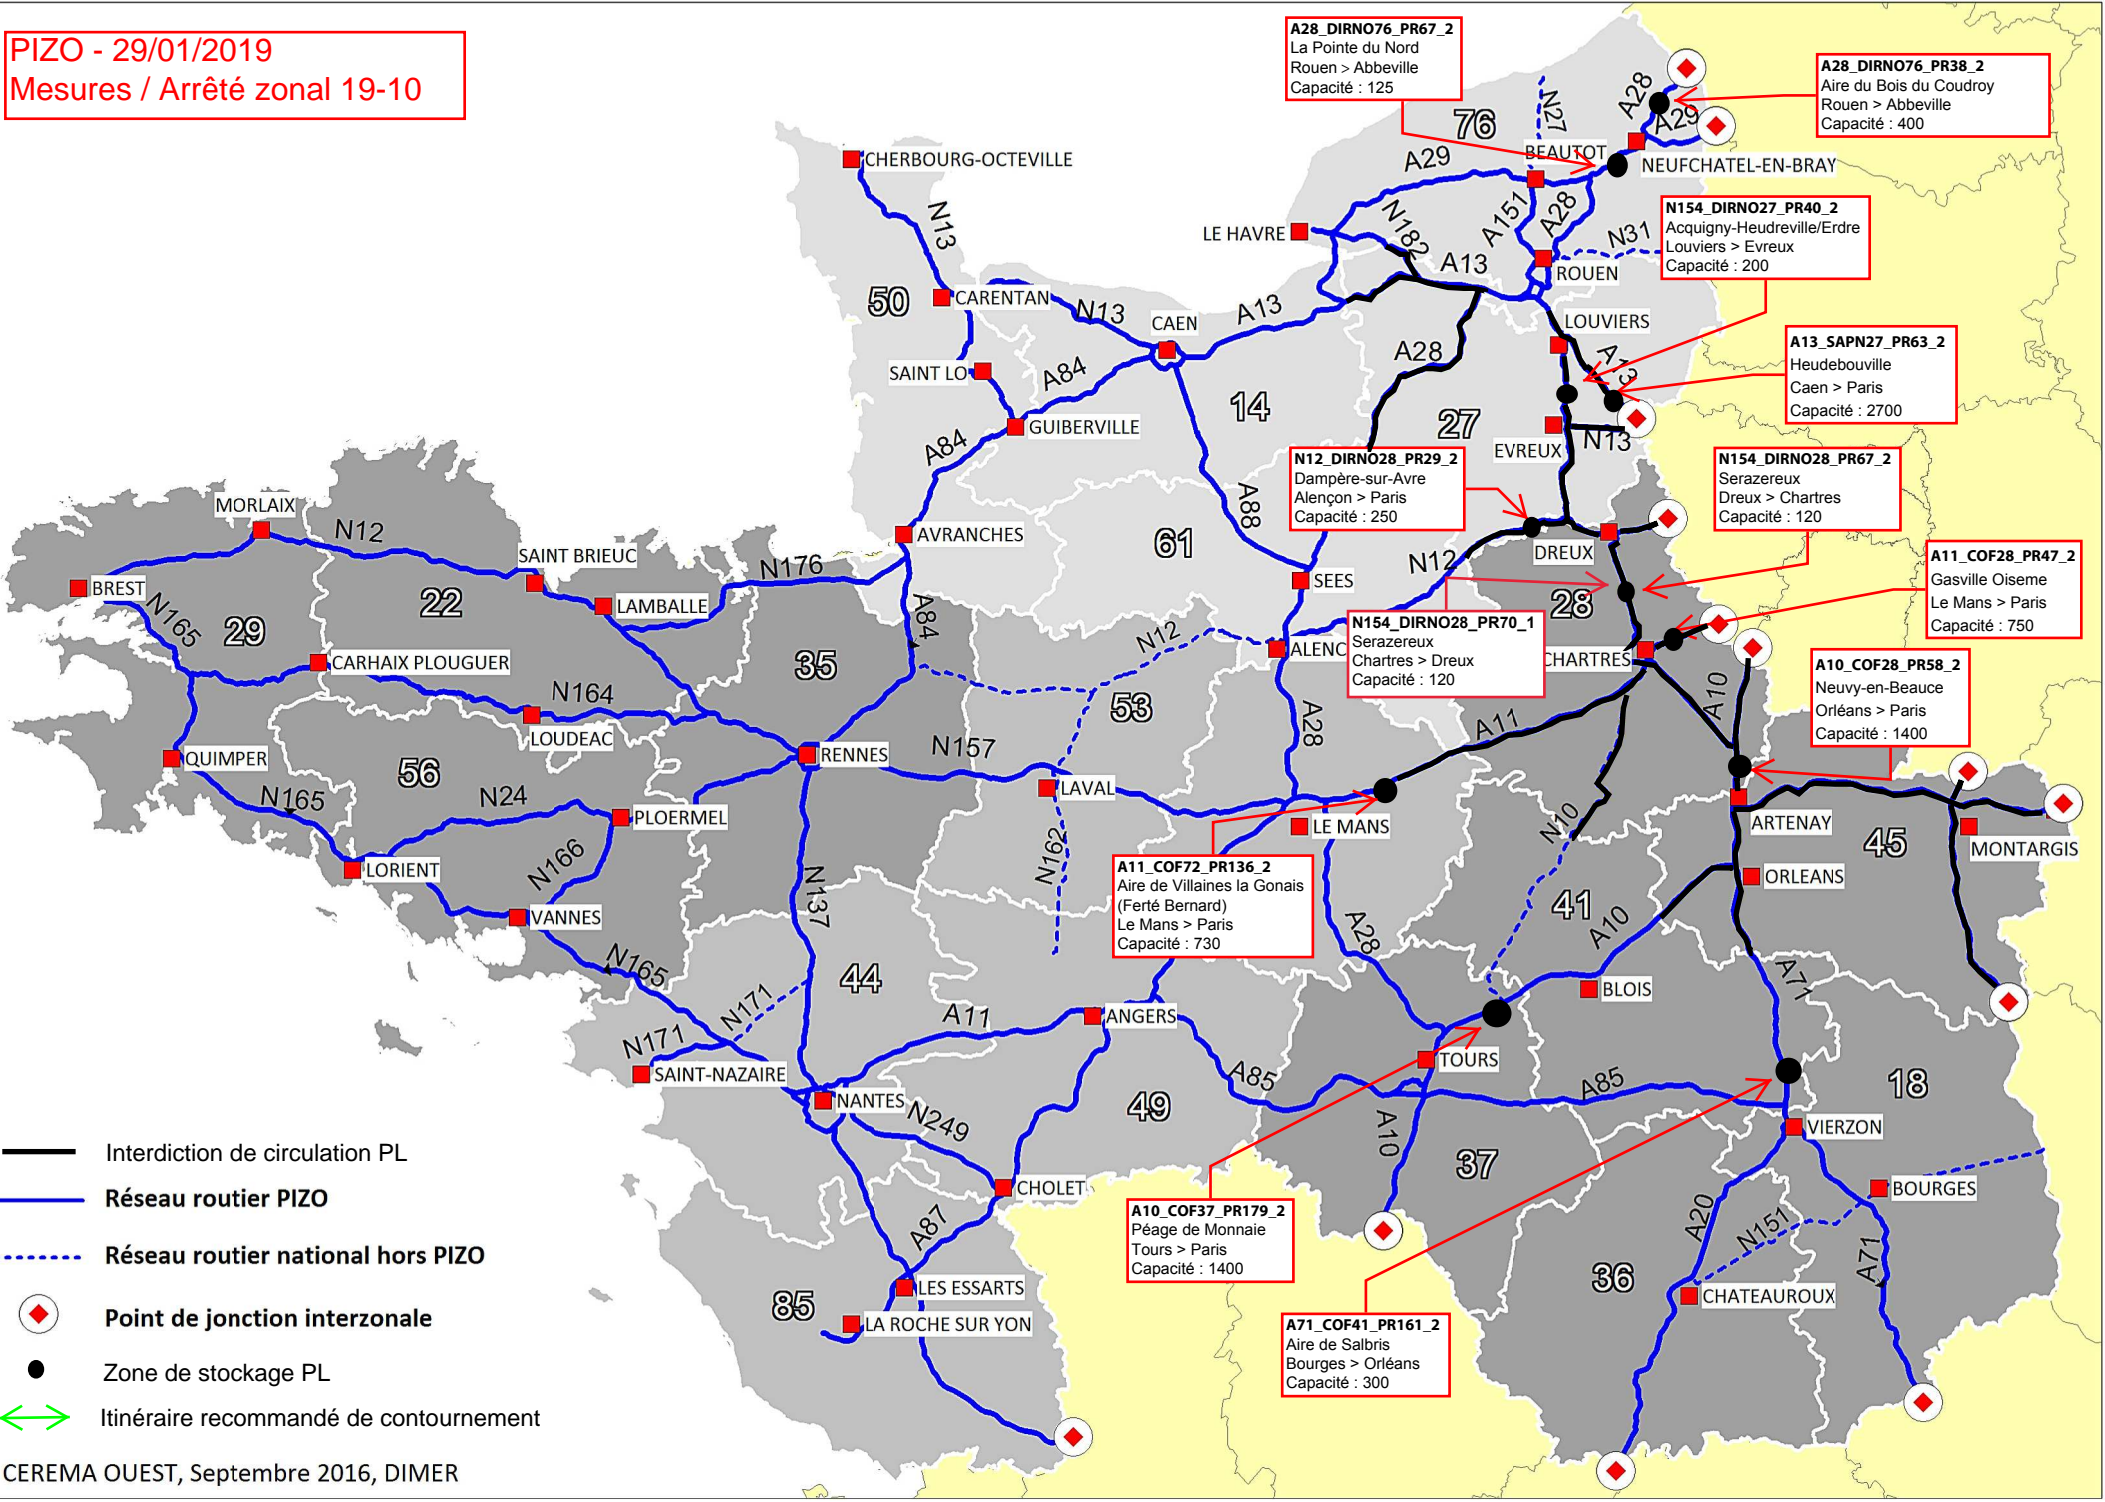 PIZO - 29/01/2019
Mesures / Arrêté zonal 19-10
A28_DIRNO76_PR67_2
La Pointe du Nord
Rouen > Abbeville
Capacité : 125
A28_DIRNO76_PR38_2
Aire du Bois du Coudroy
Rouen > Abbeville
Capacité : 400
N154_DIRNO27_PR40_2
Acquigny-Heudreville/Erdre
Louviers > Evreux
Capacité : 200
A13_SAPN27_PR63_2
Heudebouville
Caen > Paris
Capacité : 2700
N12_DIRNO28_PR29_2
Dampère-sur-Avre
Alençon > Paris
Capacité : 250
N154_DIRNO28_PR67_2
Serazereux
Dreux > Chartres
Capacité : 120
A11_COF28_PR47_2
Gasville Oiseme
Le Mans > Paris
Capacité : 750
N154_DIRNO28_PR70_1
Serazereux
Chartres > Dreux
Capacité : 120
A10_COF28_PR58_2
Neuvy-en-Beauce
Orléans > Paris
Capacité : 1400
A11_COF72_PR136_2
Aire de Villaines la Gonais
(Ferté Bernard)
Le Mans > Paris
Capacité : 730
A10_COF37_PR179_2
Péage de Monnaie
Tours > Paris
Capacité : 1400
A71_COF41_PR161_2
Aire de Salbris
Bourges > Orléans
Capacité : 300
CHERBOURG-OCTEVILLE
N13
50
CARENTAN
N13
CAEN
A13
SAINT LO
A84
GUIBERVILLE
A84
14
A88
AVRANCHES
61
SEES
LE HAVRE
A29
N182
A13
76
N27
BEAUTOT
A28
A29
NEUFCHATEL-EN-BRAY
A151
A28
N31
ROUEN
LOUVIERS
A13
A28
27
EVREUX
N13
N12
DREUX
28
CHARTRES
A10
MORLAIX
N12
SAINT BRIEUC
N176
BREST
N165
29
22
LAMBALLE
A84
CARHAIX PLOUGUER
35
N12
ALENC
N164
LOUDEAC
53
A28
A11
QUIMPER
56
RENNES
N157
LAVAL
N165
N24
PLOERMEL
N162
LE MANS
N10
ARTENAY
45
MONTARGIS
LORIENT
N166
VANNES
N137
ORLEANS
41
A10
A28
N165
44
N171
A11
ANGERS
BLOIS
A71
N171
SAINT-NAZAIRE
NANTES
N249
49
A85
TOURS
A85
18
A10
VIERZON
37
CHOLET
BOURGES
A87
A20
N151
A71
36
CHATEAUROUX
LES ESSARTS
85
LA ROCHE SUR YON
Interdiction de circulation PL
Réseau routier PIZO
Réseau routier national hors PIZO
Point de jonction interzonale
Zone de stockage PL
Itinéraire recommandé de contournement
CEREMA OUEST, Septembre 2016, DIMER